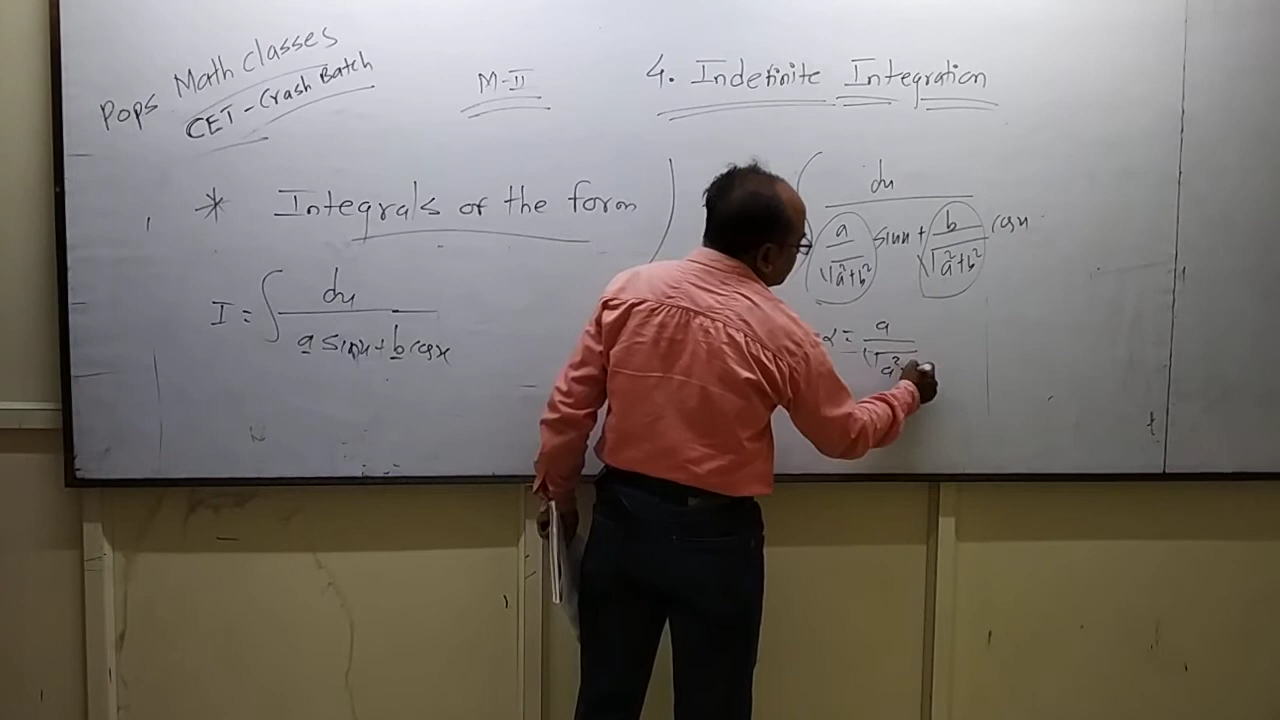 Pops Math Classes
CET - Crash Batch
M-II
4. Indefinite Integration
* Integrals of the form
I = ∫ dx / (a sinx + b cosx)
∫ dx / (a/√(a²+b²) sinx + b/√(a²+b²) cosx)
α = a/√a²